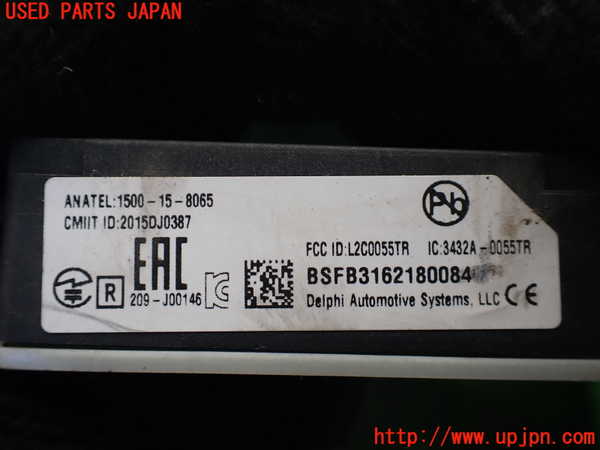 USED PARTS JAPAN
ANATEL:1500-15-8065
CMIIT ID:2015DJ0387
Pb
FCC ID:L2C0055TR IC:3432A-0055TR
EAC
R 209-J00146
BSFB3162180084
Delphi Automotive Systems, LLC CE
http://www.upjpn.com/